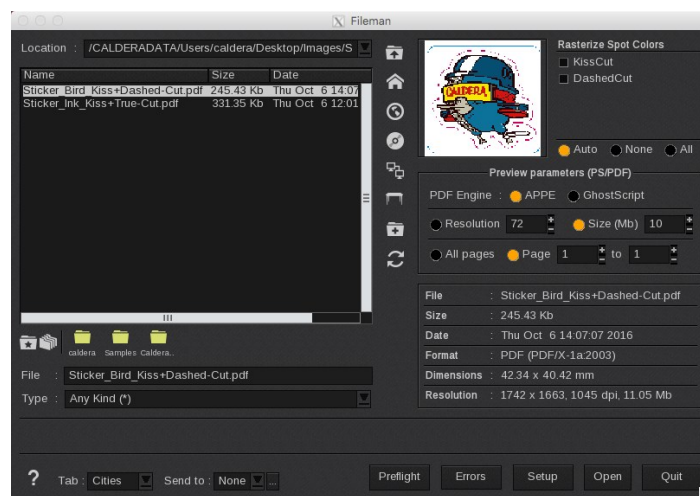 Fileman
Location : /CALDERADATA/Users/caldera/Desktop/Images/S
Name Size Date
Sticker_Bird_Kiss+Dashed-Cut.pdf 245.43 Kb Thu Oct 6 14:07
Sticker_Ink_Kiss+True-Cut.pdf 331.35 Kb Thu Oct 6 12:01
caldera Samples Caldera..
File : Sticker_Bird_Kiss+Dashed-Cut.pdf
Type : Any Kind (*)
CALDERA
Rasterize Spot Colors
KissCut
DashedCut
Auto None All
Preview parameters (PS/PDF)
PDF Engine : APPE GhostScript
Resolution 72 Size (Mb) 10
All pages Page 1 to 1
File : Sticker_Bird_Kiss+Dashed-Cut.pdf
Size : 245.43 Kb
Date : Thu Oct 6 14:07:07 2016
Format : PDF (PDF/X-1a:2003)
Dimensions : 42.34 x 40.42 mm
Resolution : 1742 x 1663, 1045 dpi, 11.05 Mb
? Tab : Cities Send to : None ... Preflight Errors Setup Open Quit